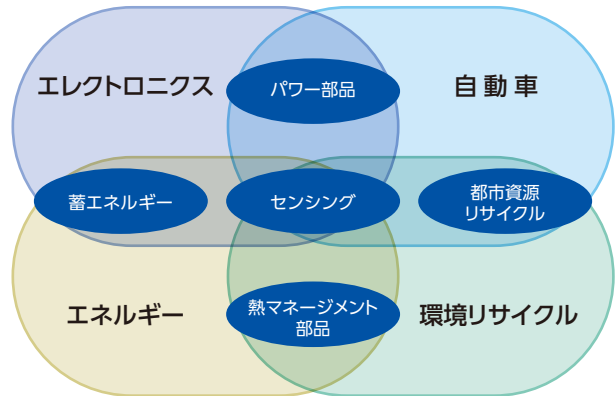 エレクトロニクス
パワー部品
自動車
蓄エネルギー
センシング
都市資源
リサイクル
エネルギー
熱マネージメント
部品
環境リサイクル